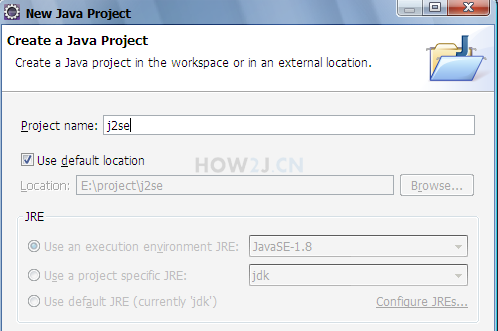 New Java Project
Create a Java Project
Create a Java project in the workspace or in an external location.
Project name: j2se
Use default location
HOW2J.CN
Location: E:\project\j2se Browse...
JRE
Use an execution environment JRE: JavaSE-1.8
Use a project specific JRE: jdk
Use default JRE (currently 'jdk') Configure JREs...